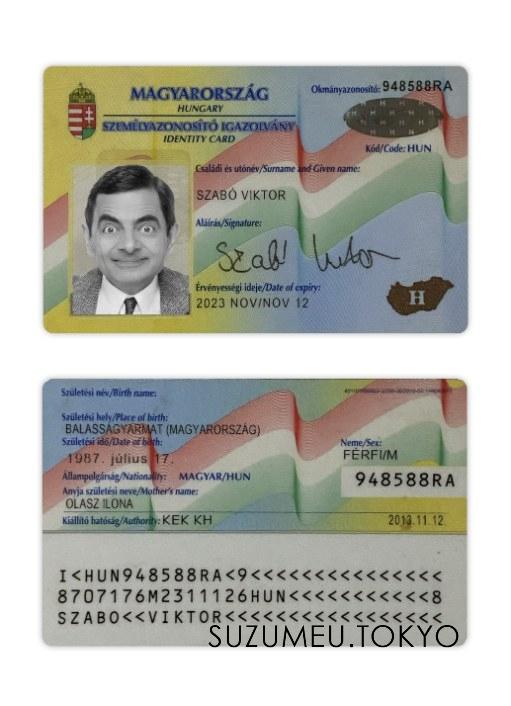 MAGYARORSZÁG
HUNGARY
SZEMÉLYAZONOSÍTÓ IGAZOLVÁNY
IDENTITY CARD
Okmányazonosító: 948588RA
Kód/Code: HUN
Családi és utónév/Surname and Given name:
SZABÓ VIKTOR
Aláírás/Signature:
Szabó Viktor
Érvényességi ideje/Date of expiry:
2023 NOV/NOV 12
H
Születési név/Birth name:
Születési hely/Place of birth:
BALASSAGYARMAT (MAGYARORSZÁG)
Születési idő/Date of birth:
1987. július 17.
Neme/Sex:
FÉRFI/M
Állampolgárság/Nationality: MAGYAR/HUN
948588RA
Anyja születési neve/Mother's name:
OLASZ ILONA
Kiállító hatóság/Authority: KEK KH
2013.11.12.
I<HUN948588RA<9<<<<<<<<<<<<<<<
8707176M2311126HUN<<<<<<<<<<<8
SZABO<<VIKTOR<<<<<<<<<<<<<<<<<
SUZUMEU.TOKYO